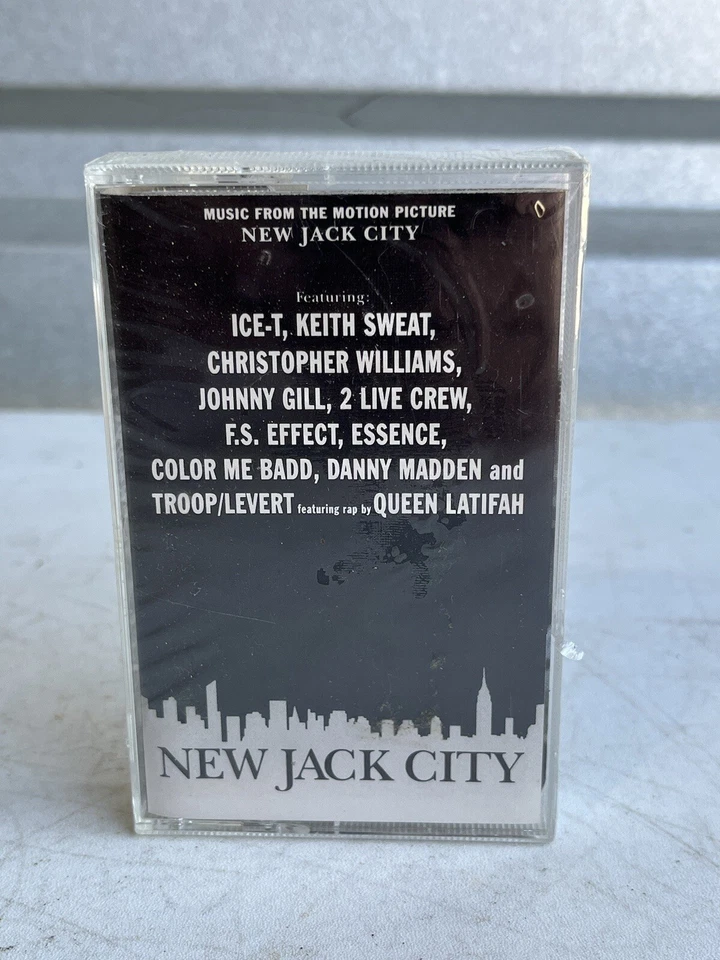 MUSIC FROM THE MOTION PICTURE
NEW JACK CITY
Featuring:
ICE-T, KEITH SWEAT,
CHRISTOPHER WILLIAMS,
JOHNNY GILL, 2 LIVE CREW,
F.S. EFFECT, ESSENCE,
COLOR ME BADD, DANNY MADDEN and
TROOP/LEVERT featuring rap by QUEEN LATIFAH
NEW JACK CITY